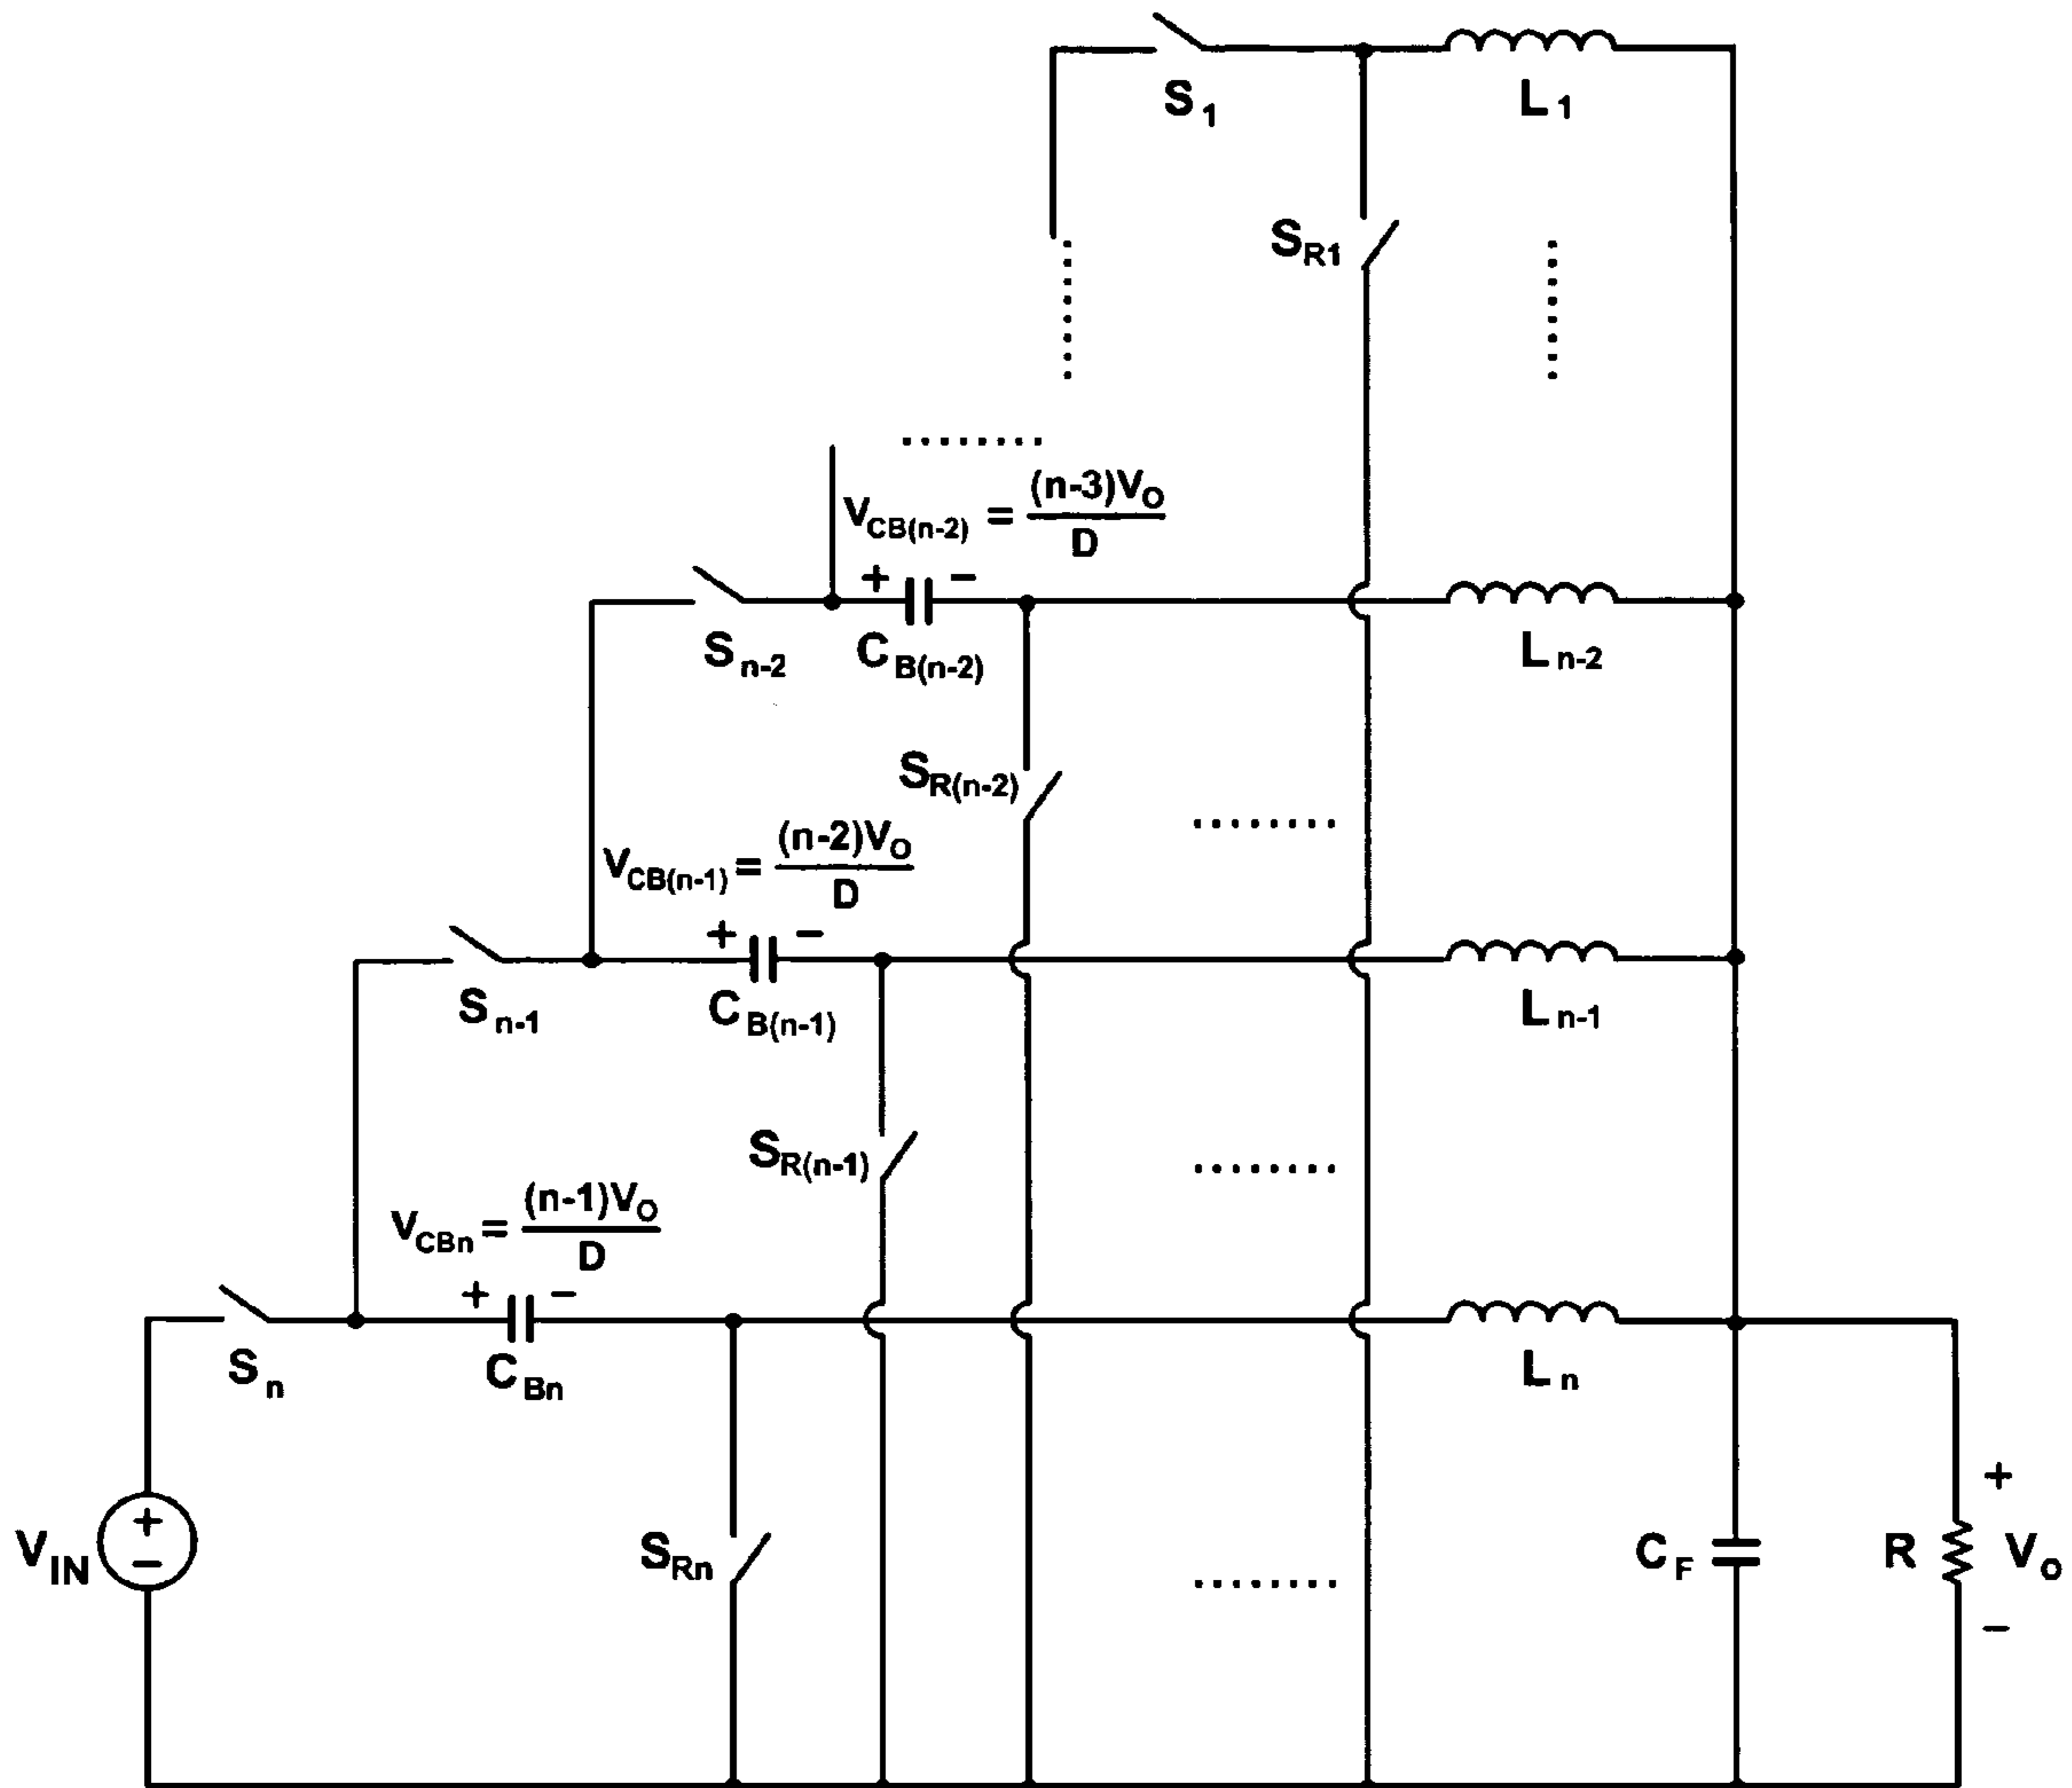 S1
L1
SR1
VCB(n-2) = (n-3)VO / D
+ −
Sn-2
CB(n-2)
Ln-2
SR(n-2)
VCB(n-1) = (n-2)VO / D
+ −
Sn-1
CB(n-1)
Ln-1
SR(n-1)
VCBn = (n-1)VO / D
+ −
Sn
CBn
Ln
VIN
+
−
SRn
CF
R
+
VO
−